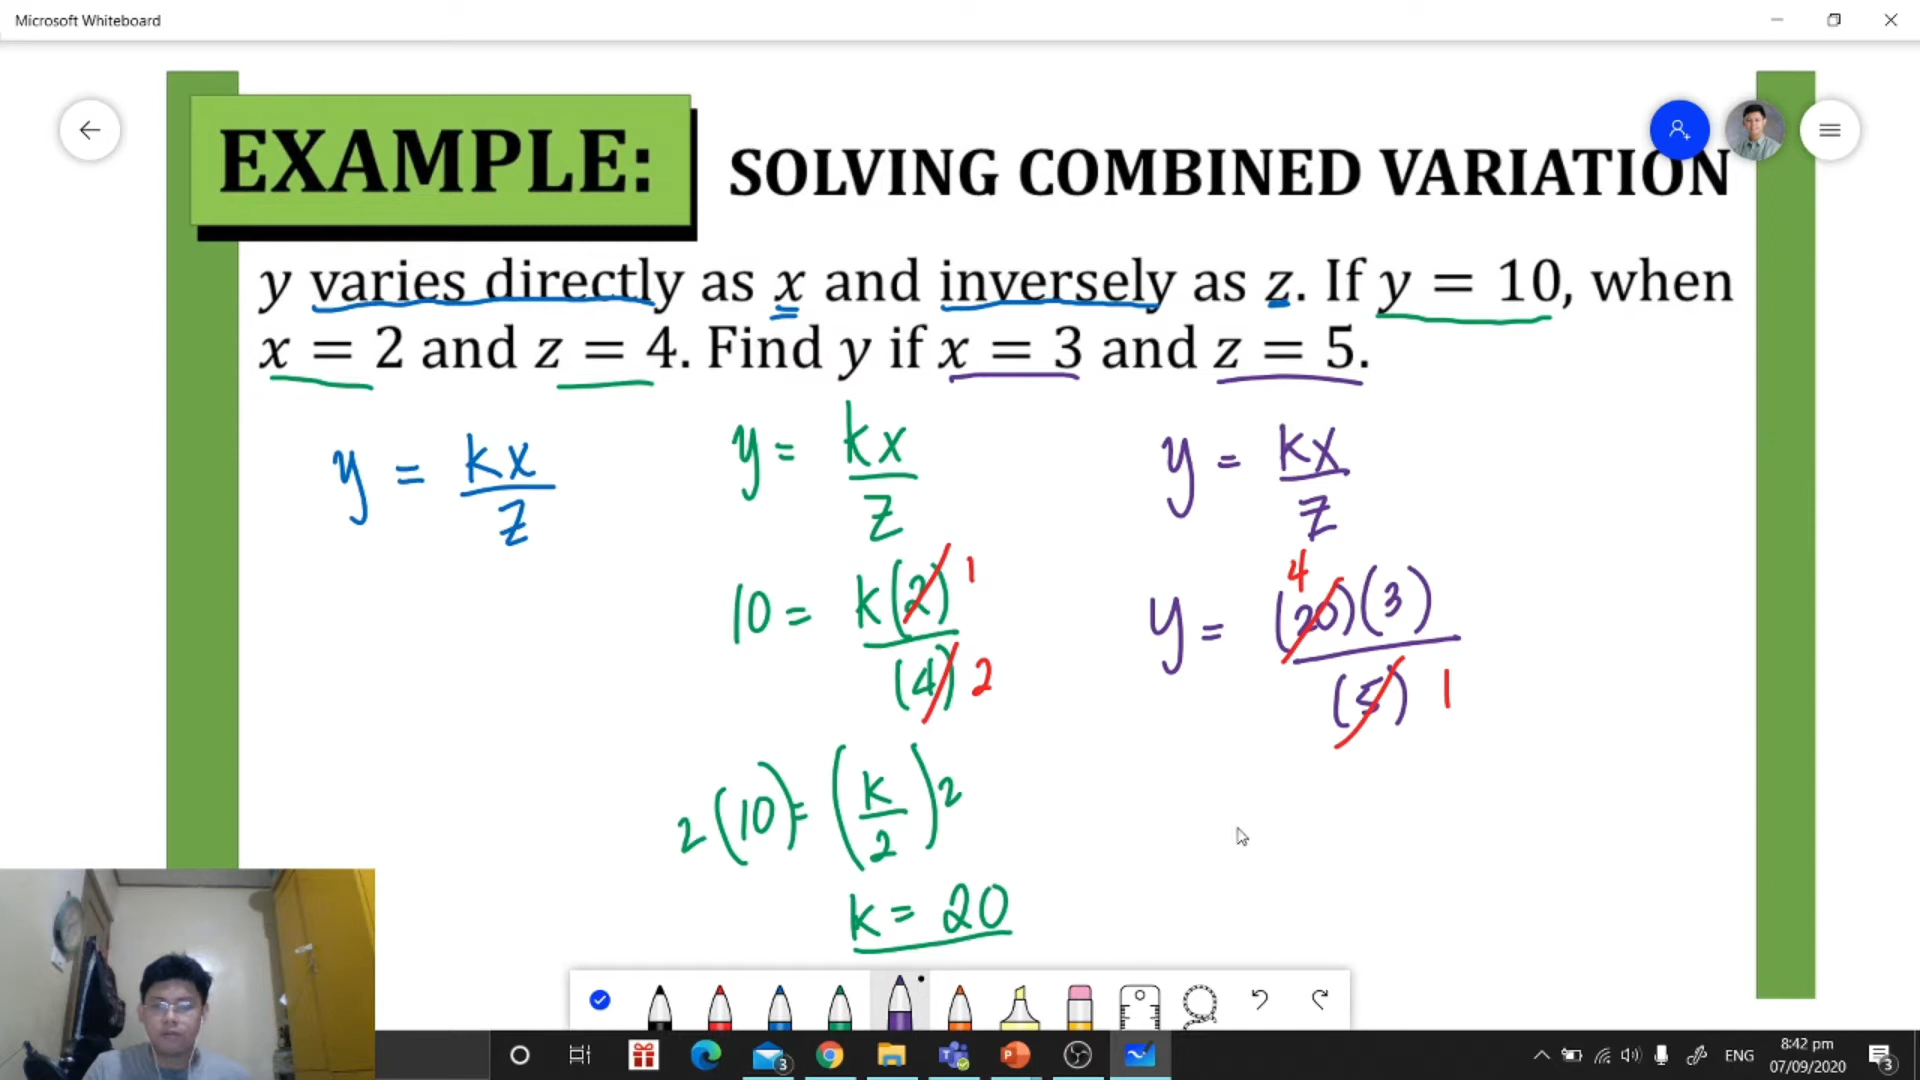 Microsoft Whiteboard
EXAMPLE: SOLVING COMBINED VARIATION
y varies directly as x and inversely as z. If y = 10, when
x = 2 and z = 4. Find y if x = 3 and z = 5.
y = kx/z
y = kx/z
10 = k(2) 1/(4) 2
2(10) = (k/2)2
k = 20
y = kx/z
4
y = (20)(3)/(5) 1
3
ENG
8:42 pm
07/09/2020
3